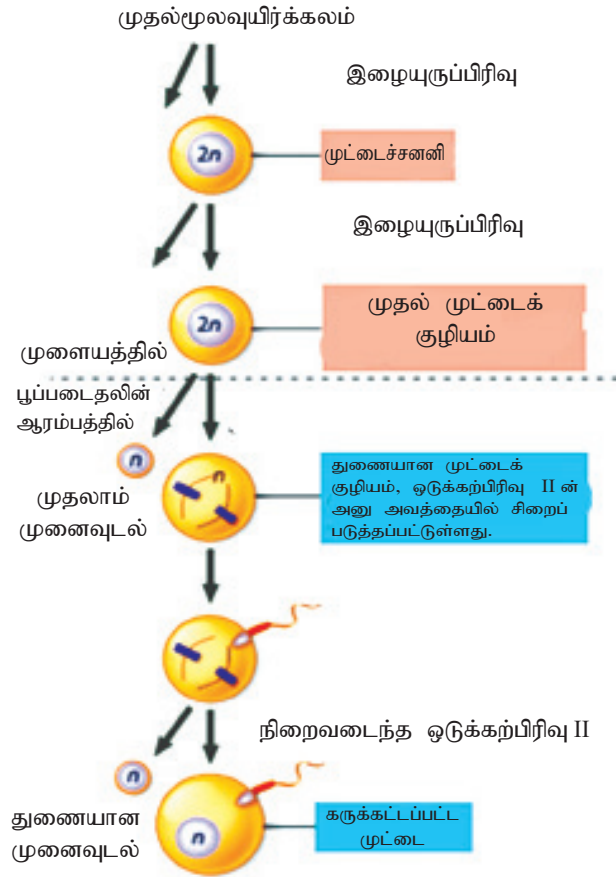 முதல்மூலவுயிர்க்கலம்
இழையுருப்பிரிவு
2n
முட்டைச்சனனி
இழையுருப்பிரிவு
2n
முதல் முட்டைக்
குழியம்
முளையத்தில்
பூப்படைதலின்
ஆரம்பத்தில்
n
முதலாம்
முனைவுடல்
n
துணையான முட்டைக்
குழியம், ஒடுக்கற்பிரிவு II ன்
அனு அவத்தையில் சிறைப்
படுத்தப்பட்டுள்ளது.
நிறைவடைந்த ஒடுக்கற்பிரிவு II
n
துணையான
முனைவுடல்
n
கருக்கட்டப்பட்ட
முட்டை